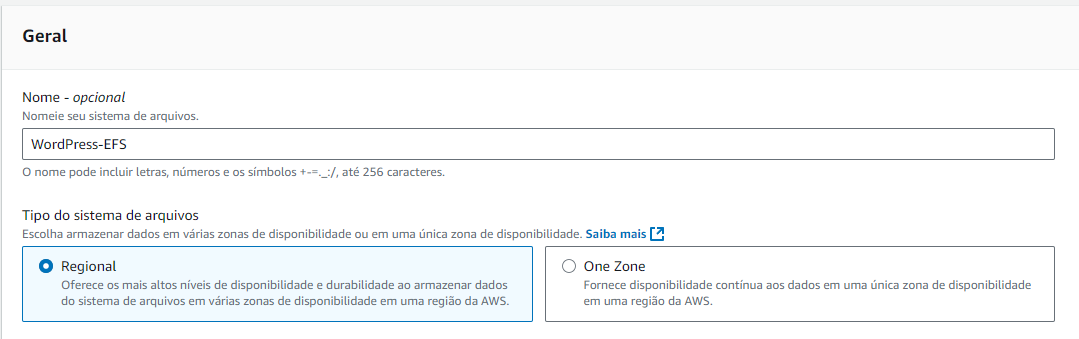 Geral
Nome - opcional
Nomeie seu sistema de arquivos.
WordPress-EFS
O nome pode incluir letras, números e os símbolos +-=._:/, até 256 caracteres.
Tipo do sistema de arquivos
Escolha armazenar dados em várias zonas de disponibilidade ou em uma única zona de disponibilidade. Saiba mais
Regional
Oferece os mais altos níveis de disponibilidade e durabilidade ao armazenar dados
do sistema de arquivos em várias zonas de disponibilidade em uma região da AWS.
One Zone
Fornece disponibilidade contínua aos dados em uma única zona de disponibilidade
em uma região da AWS.